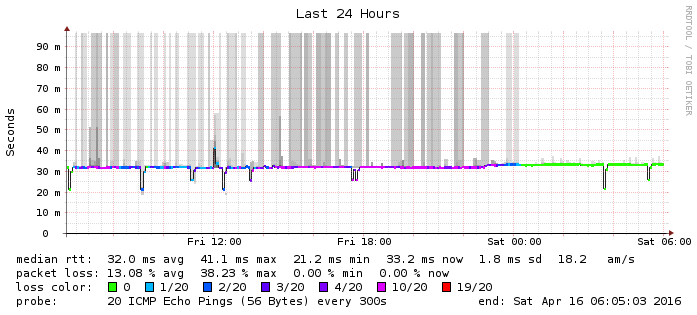 Last 24 Hours
RRDTOOL / TOBI OETIKER
Seconds
90 m
80 m
70 m
60 m
50 m
40 m
30 m
20 m
10 m
0
Fri 12:00 Fri 18:00 Sat 00:00 Sat 06:00
median rtt: 32.0 ms avg 41.1 ms max 21.2 ms min 33.2 ms now 1.8 ms sd 18.2 am/s
packet loss: 13.08 % avg 38.23 % max 0.00 % min 0.00 % now
loss color: 0 1/20 2/20 3/20 4/20 10/20 19/20
probe: 20 ICMP Echo Pings (56 Bytes) every 300s end: Sat Apr 16 06:05:03 2016